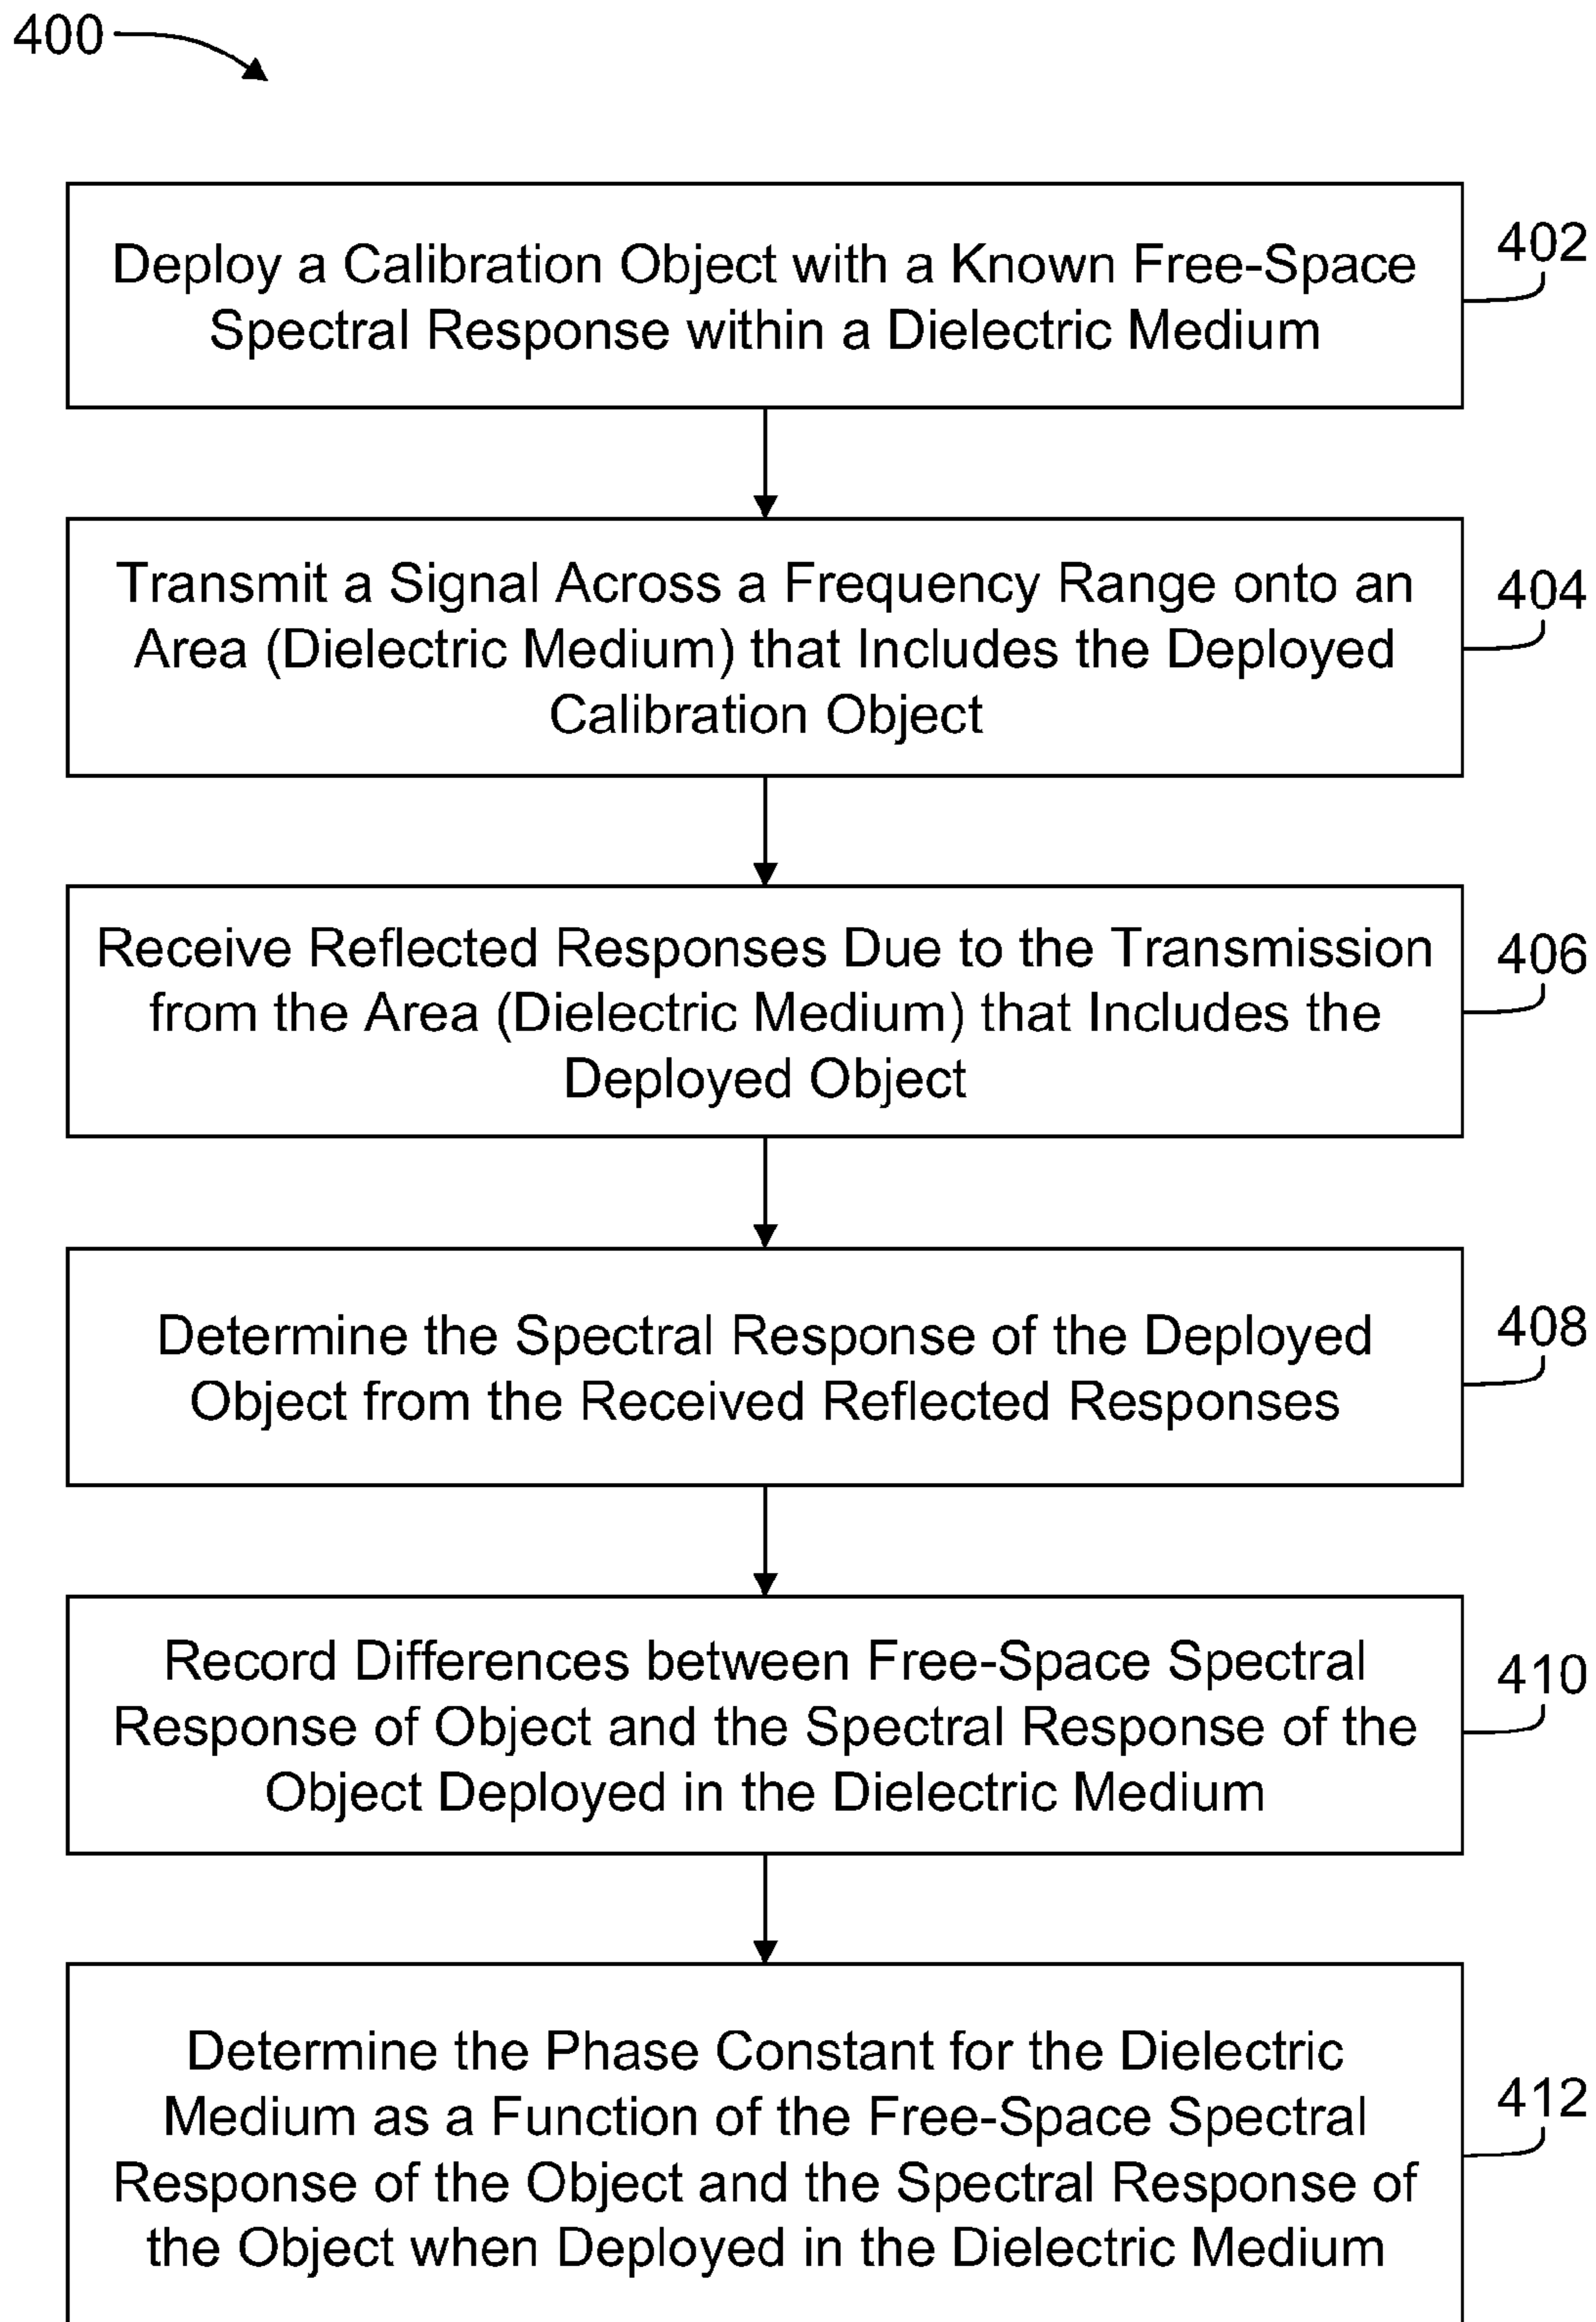 400
Deploy a Calibration Object with a Known Free-Space
Spectral Response within a Dielectric Medium
402
Transmit a Signal Across a Frequency Range onto an
Area (Dielectric Medium) that Includes the Deployed
Calibration Object
404
Receive Reflected Responses Due to the Transmission
from the Area (Dielectric Medium) that Includes the
Deployed Object
406
Determine the Spectral Response of the Deployed
Object from the Received Reflected Responses
408
Record Differences between Free-Space Spectral
Response of Object and the Spectral Response of the
Object Deployed in the Dielectric Medium
410
Determine the Phase Constant for the Dielectric
Medium as a Function of the Free-Space Spectral
Response of the Object and the Spectral Response of
the Object when Deployed in the Dielectric Medium
412